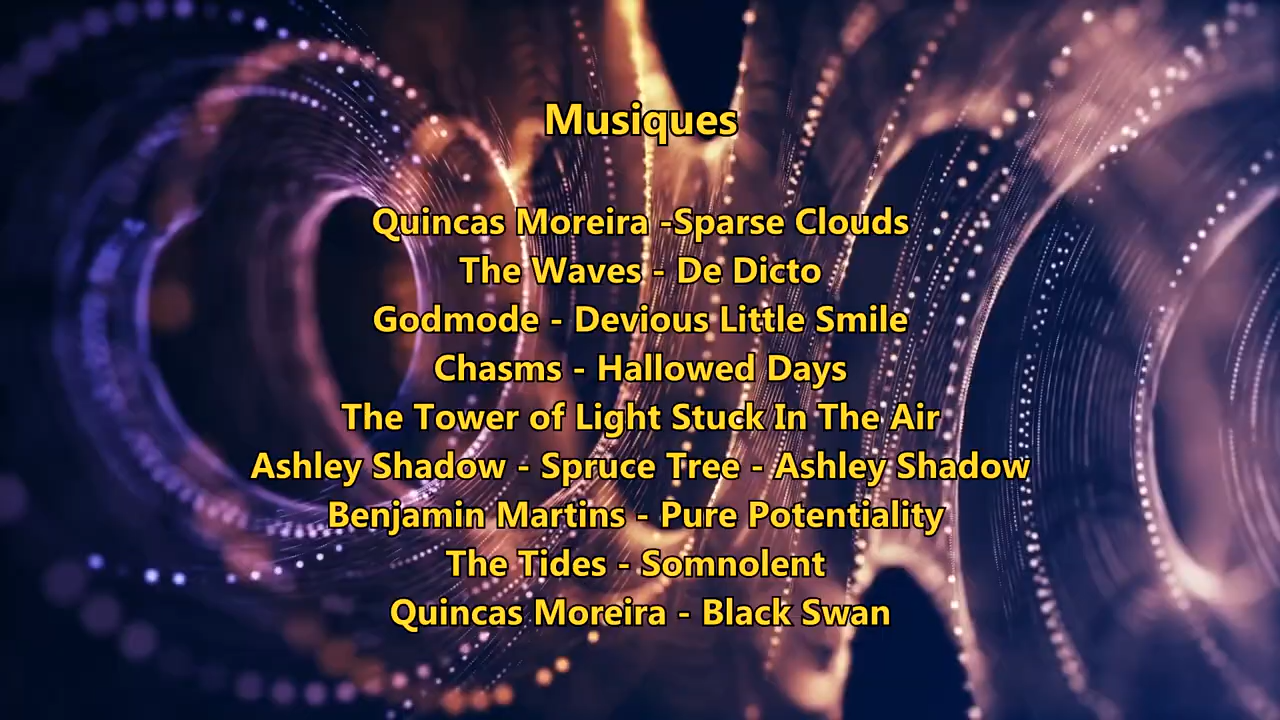 Musiques
Quincas Moreira -Sparse Clouds
The Waves - De Dicto
Godmode - Devious Little Smile
Chasms - Hallowed Days
The Tower of Light Stuck In The Air
Ashley Shadow - Spruce Tree - Ashley Shadow
Benjamin Martins - Pure Potentiality
The Tides - Somnolent
Quincas Moreira - Black Swan